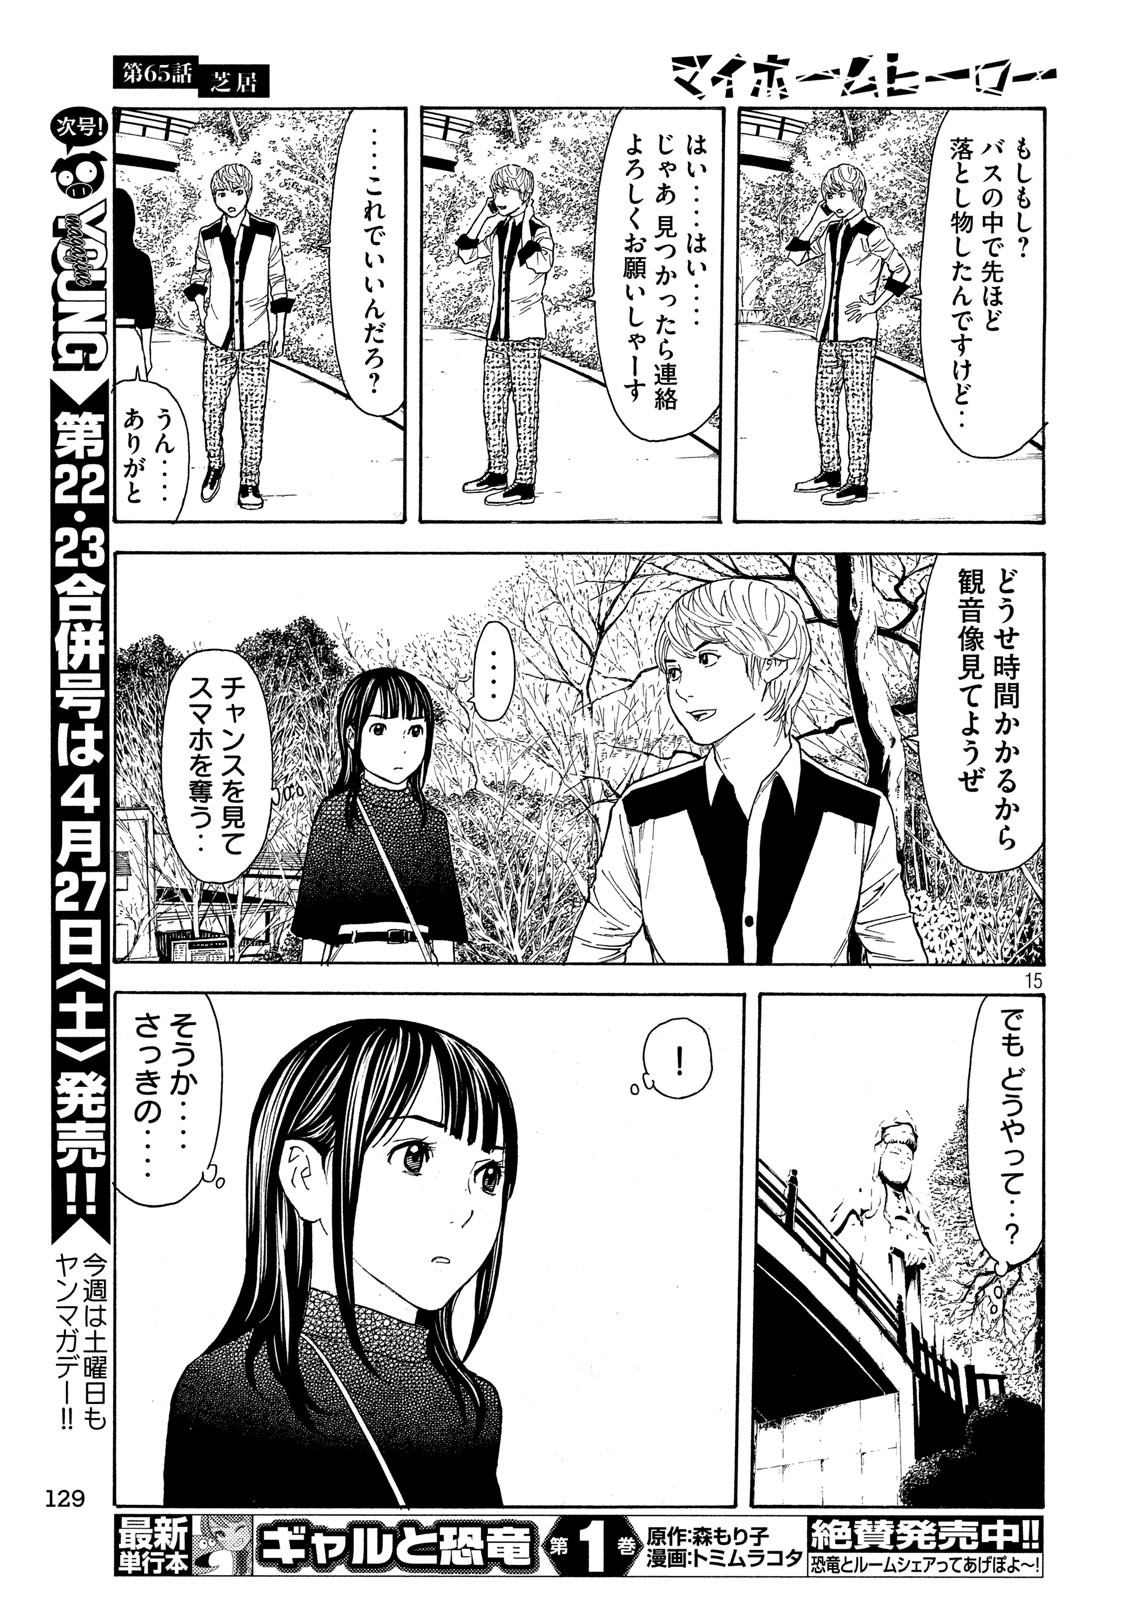 第65話
芝居
マイホームヒーロー
もしもし?
バスの中で先ほど
落とし物したんですけど‥
はい‥‥はい‥‥
じゃあ 見つかったら連絡
よろしくお願いしゃーす
‥‥これでいいんだろ?
うん‥‥
ありがと
どうせ時間かかるから
観音像見てようぜ
‥‥
チャンスを見て
スマホを奪う‥
15
でも どうやって‥?
!
そうか‥‥
さっきの‥‥
次号!
YOUNG
magazine
第22・23合併号は4月27日〈土〉発売!!
今週は土曜日も
ヤンマガデー!!
129
最新
単行本
ギャルと恐竜
第1巻
原作:森もり子
漫画:トミムラコタ
絶賛発売中!!
恐竜とルームシェアってあげぽよ〜!